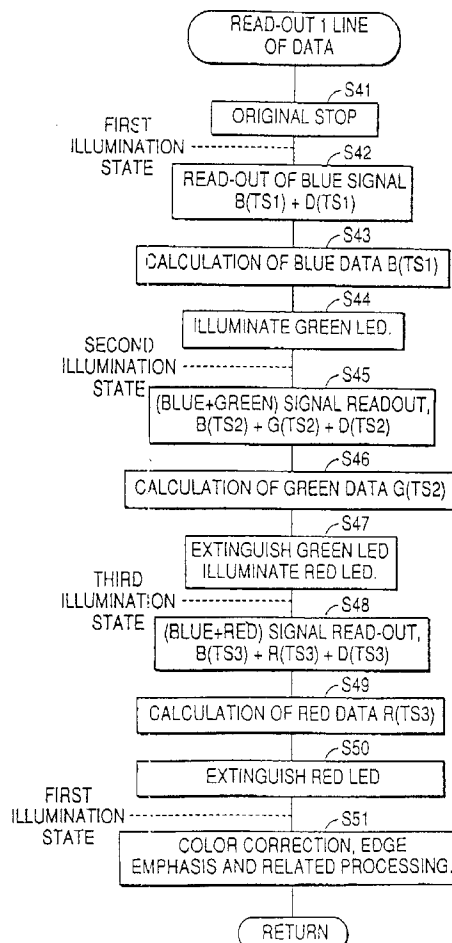 READ-OUT 1 LINE
OF DATA
S41
ORIGINAL STOP
FIRST
ILLUMINATION
STATE
S42
READ-OUT OF BLUE SIGNAL
B(TS1) + D(TS1)
S43
CALCULATION OF BLUE DATA B(TS1)
S44
ILLUMINATE GREEN LED.
SECOND
ILLUMINATION
STATE
S45
(BLUE+GREEN) SIGNAL READOUT,
B(TS2) + G(TS2) + D(TS2)
S46
CALCULATION OF GREEN DATA G(TS2)
S47
EXTINGUISH GREEN LED
ILLUMINATE RED LED.
THIRD
ILLUMINATION
STATE
S48
(BLUE+RED) SIGNAL READ-OUT,
B(TS3) + R(TS3) + D(TS3)
S49
CALCULATION OF RED DATA R(TS3)
S50
EXTINGUISH RED LED
FIRST
ILLUMINATION
STATE
S51
COLOR CORRECTION, EDGE
EMPHASIS AND RELATED PROCESSING.
RETURN